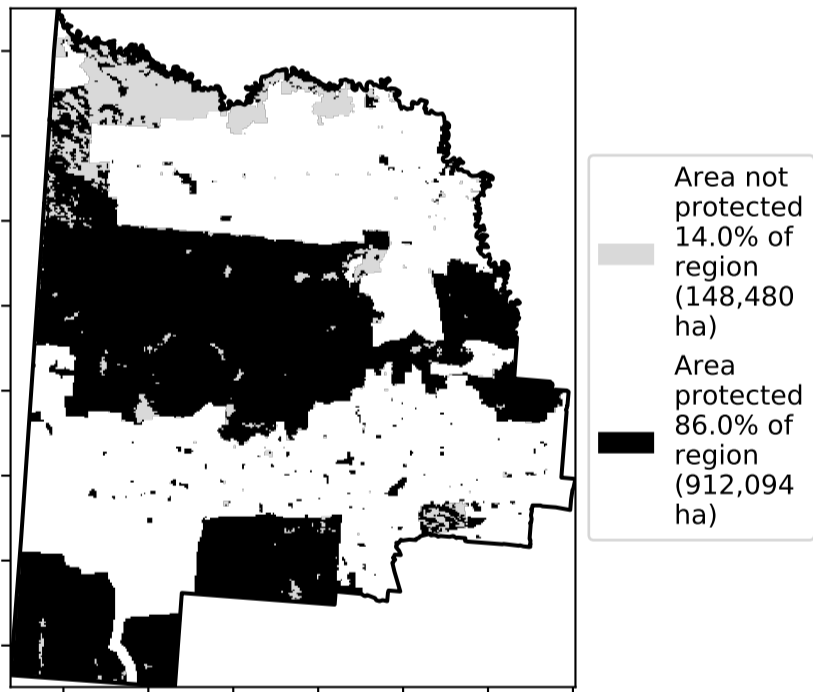 Area not
protected
14.0% of
region
(148,480
ha)
Area
protected
86.0% of
region
(912,094
ha)